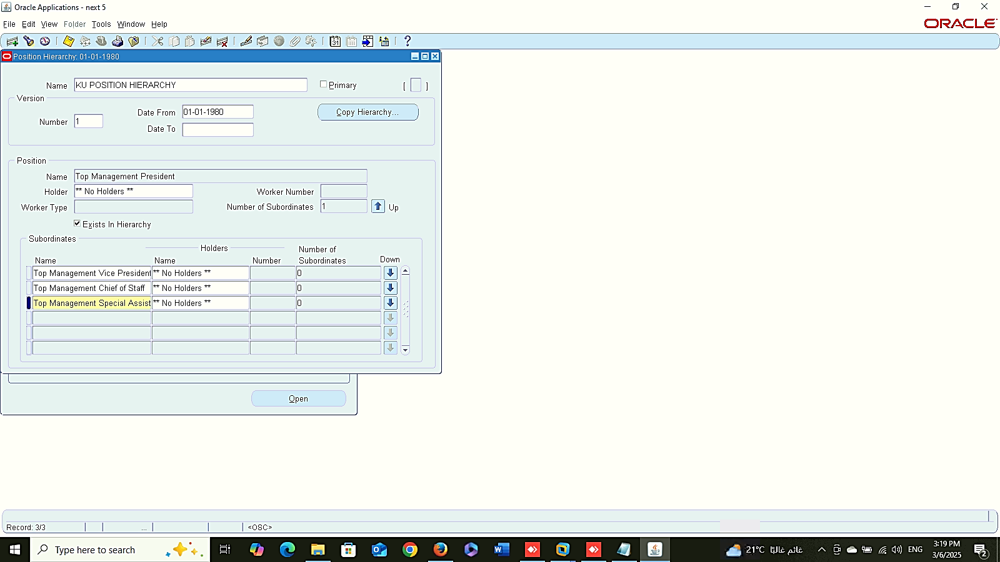 Oracle Applications - next 5
File Edit View Folder Tools Window Help
ORACLE
31
?
Position Hierarchy: 01-01-1980
Name KU POSITION HIERARCHY Primary [ ]
Version
Number 1 Date From 01-01-1980 Copy Hierarchy...
Date To
Position
Name Top Management President
Holder ** No Holders ** Worker Number
Worker Type Number of Subordinates 1 Up
Exists In Hierarchy
Subordinates
Holders
Name Name Number Number of Subordinates Down
Top Management Vice President ** No Holders ** 0
Top Management Chief of Staff ** No Holders ** 0
Top Management Special Assist ** No Holders ** 0
Open
Record: 3/3 ... <OSC>
Type here to search
21°C غائم غالبًا ENG 3:19 PM
3/6/2025
2